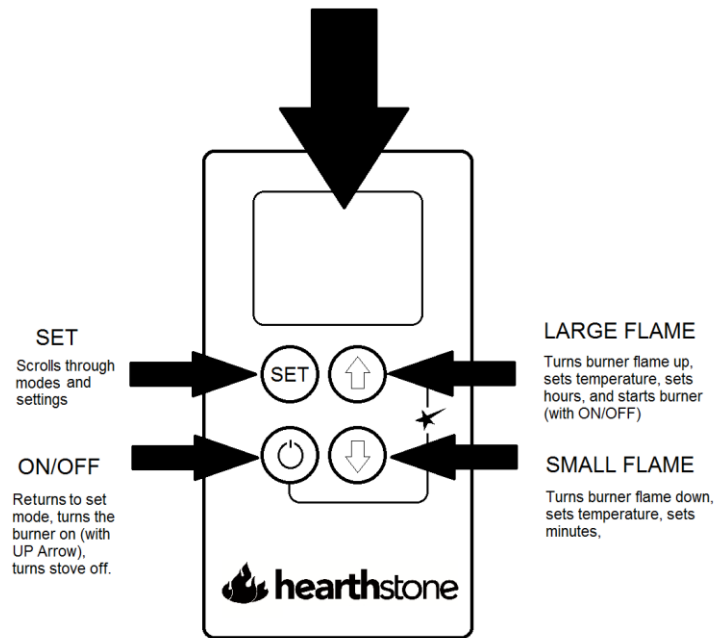 SET
Scrolls through
modes and
settings
SET
LARGE FLAME
Turns burner flame up,
sets temperature, sets
hours, and starts burner
(with ON/OFF)
ON/OFF
Returns to set
mode, turns the
burner on (with
UP Arrow),
turns stove off.
SMALL FLAME
Turns burner flame down,
sets temperature, sets
minutes,
hearthstone